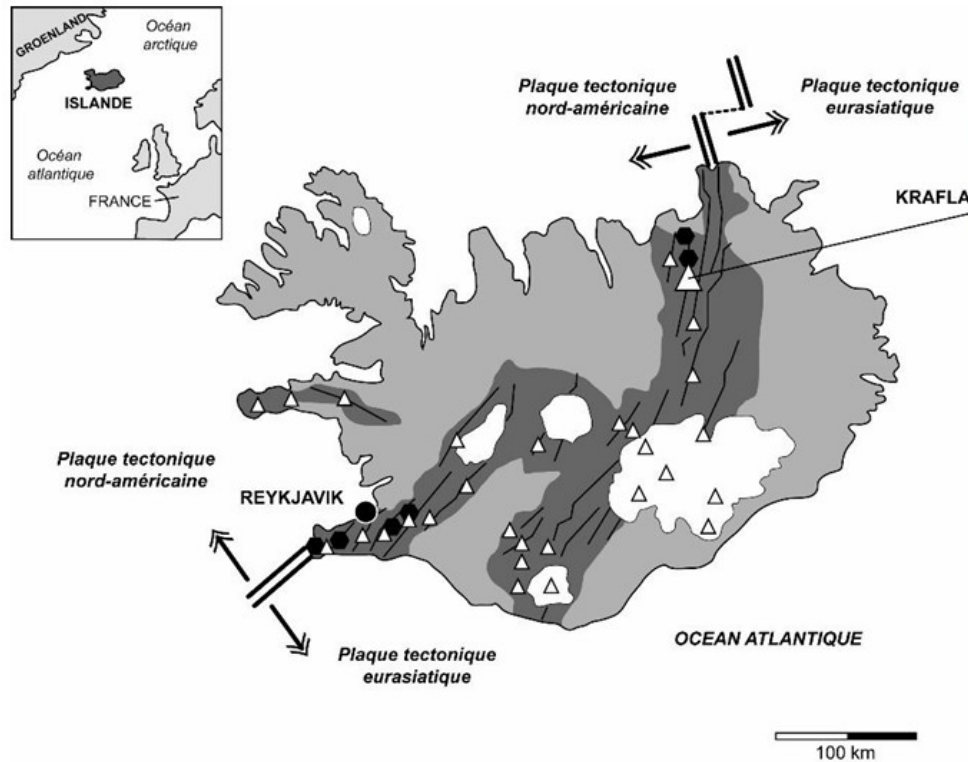 GROENLAND
Océan
arctique
ISLANDE
Océan
atlantique
FRANCE
Plaque tectonique
nord-américaine
Plaque tectonique
eurasiatique
KRAFLA
Plaque tectonique
nord-américaine
REYKJAVIK
Plaque tectonique
eurasiatique
OCEAN ATLANTIQUE
100 km